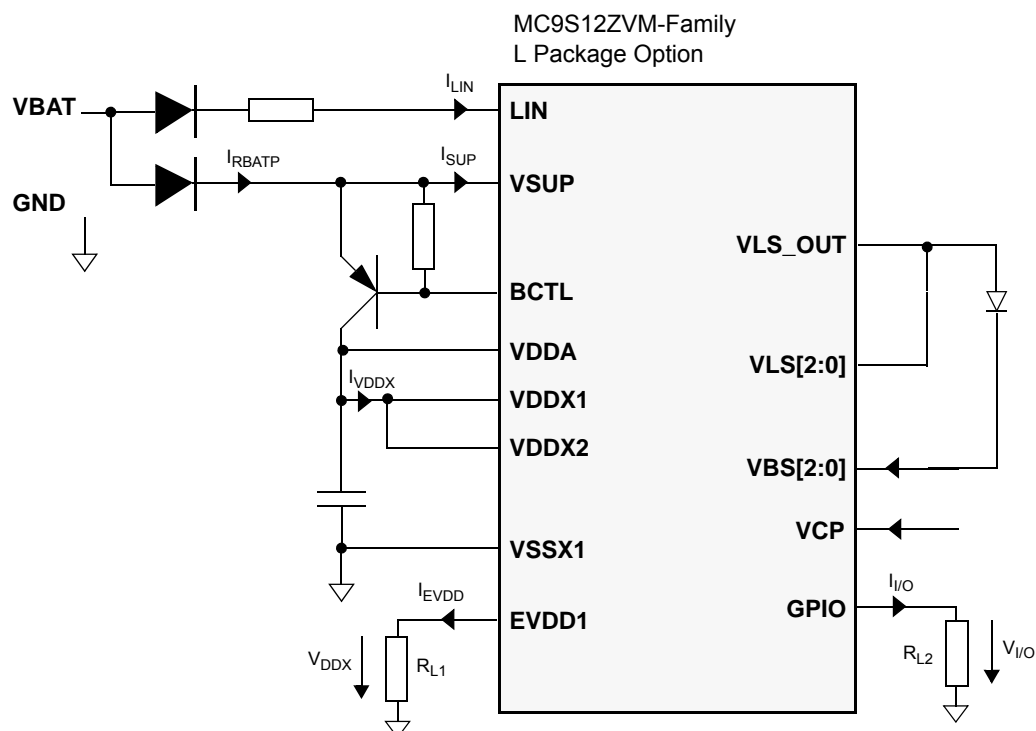 MC9S12ZVM-Family
L Package Option
VBAT
I_LIN
LIN
I_RBATP
I_SUP
VSUP
GND
VLS_OUT
BCTL
VDDA
VLS[2:0]
I_VDDX
VDDX1
VDDX2
VBS[2:0]
VCP
VSSX1
I_EVDD
EVDD1
GPIO
I_I/O
V_DDX
R_L1
R_L2
V_I/O